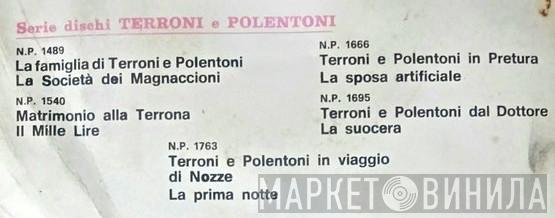 Serie dischi TERRONI e POLENTONI
N.P. 1489
La famiglia di Terroni e Polentoni
La Società dei Magnaccioni
N.P. 1540
Matrimonio alla Terrona
Il Mille Lire
N.P. 1666
Terroni e Polentoni in Pretura
La sposa artificiale
N.P. 1695
Terroni e Polentoni dal Dottore
La suocera
N.P. 1763
Terroni e Polentoni in viaggio
di Nozze
La prima notte
МАРКЕТ ВИНИЛА